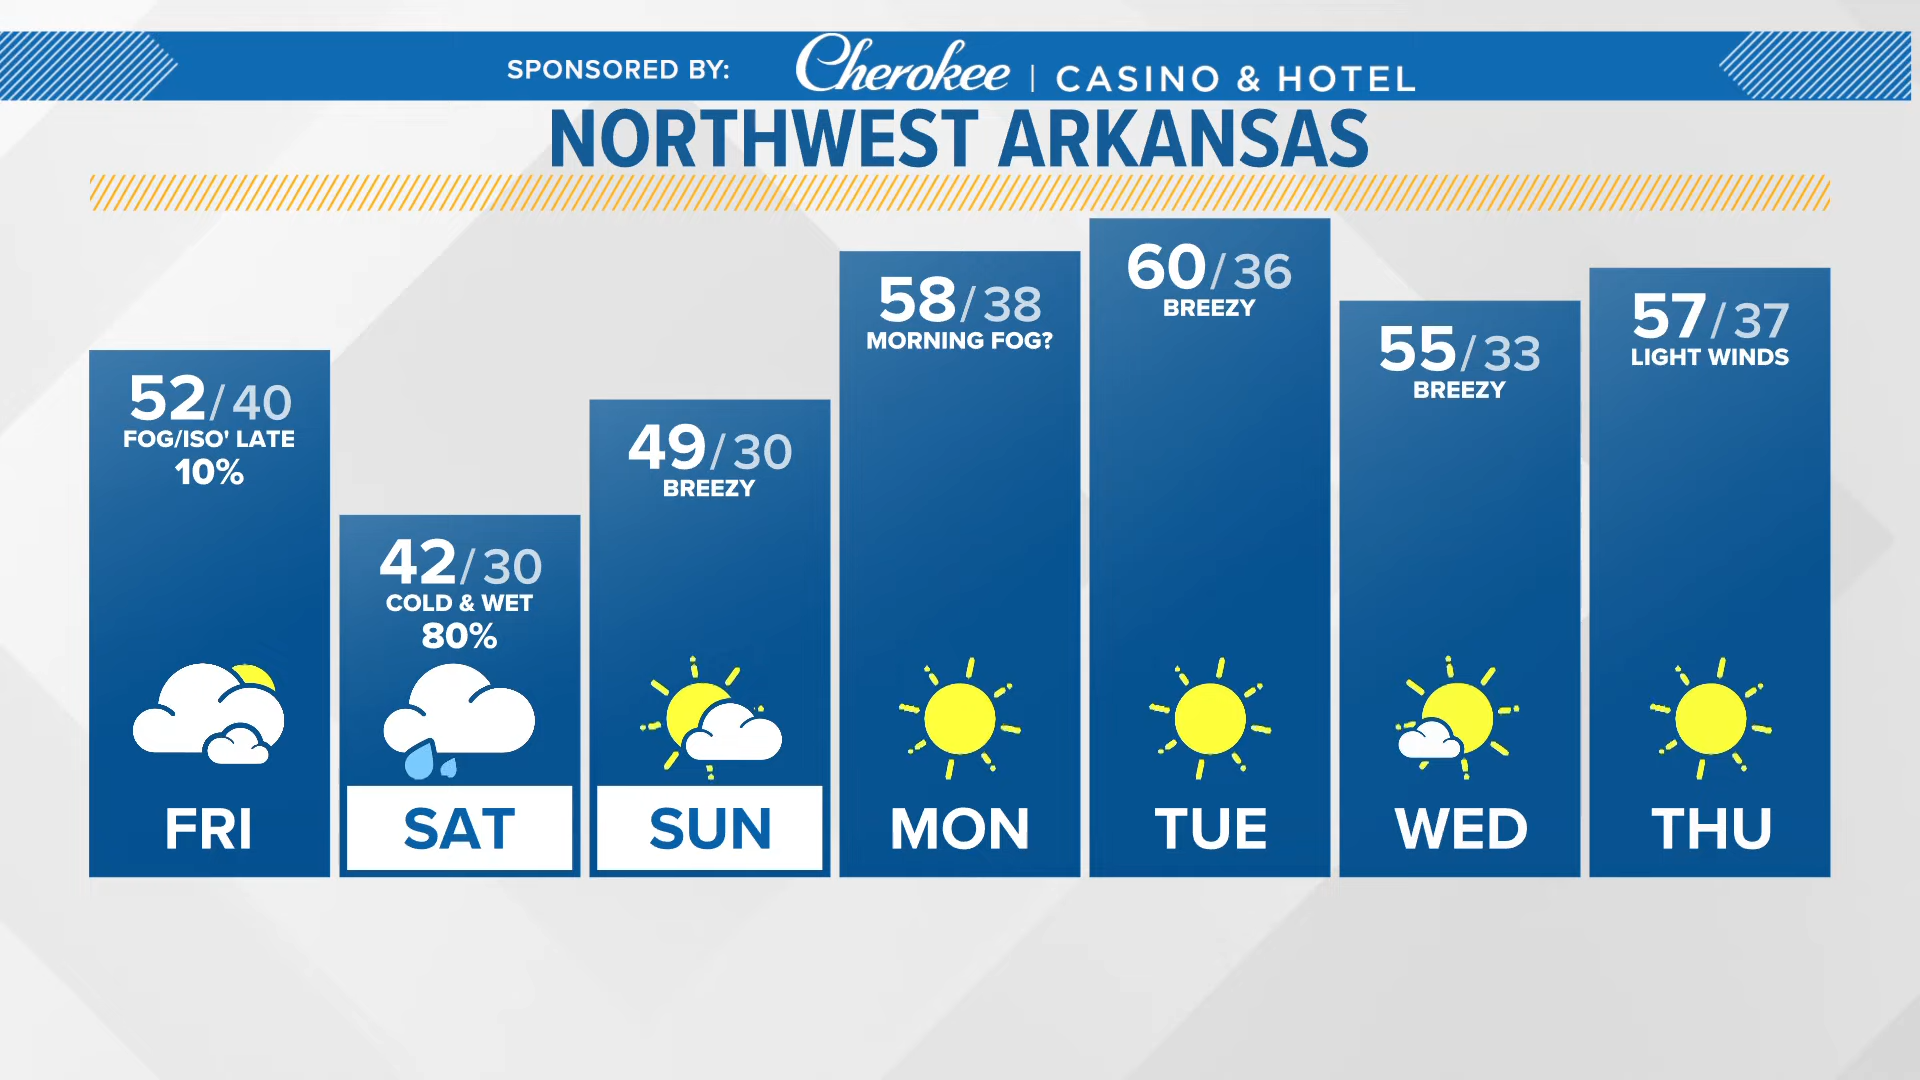 SPONSORED BY: Cherokee | CASINO & HOTEL
NORTHWEST ARKANSAS
52/40
FOG/ISO' LATE
10%
FRI
42/30
COLD & WET
80%
SAT
49/30
BREEZY
SUN
58/38
MORNING FOG?
MON
60/36
BREEZY
TUE
55/33
BREEZY
WED
57/37
LIGHT WINDS
THU